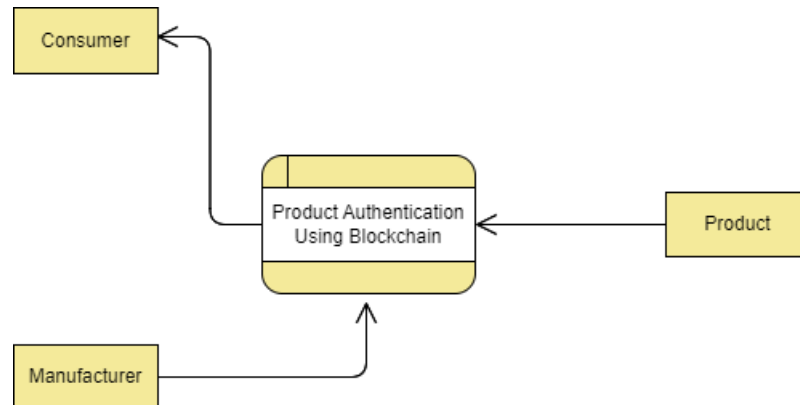 Consumer
Product Authentication
Using Blockchain
Product
Manufacturer